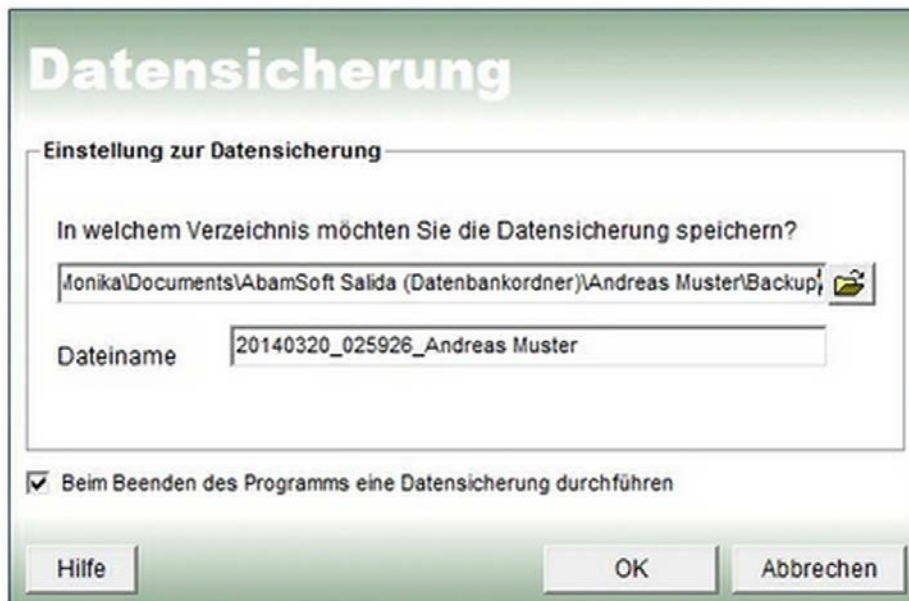 Datensicherung
Einstellung zur Datensicherung
In welchem Verzeichnis möchten Sie die Datensicherung speichern?
\Documents\AbamSoft Salida (Datenbankordner)\Andreas Muster\Backup
Dateiname
20140320_025926_Andreas Muster
Beim Beenden des Programms eine Datensicherung durchführen
Hilfe
OK
Abbrechen